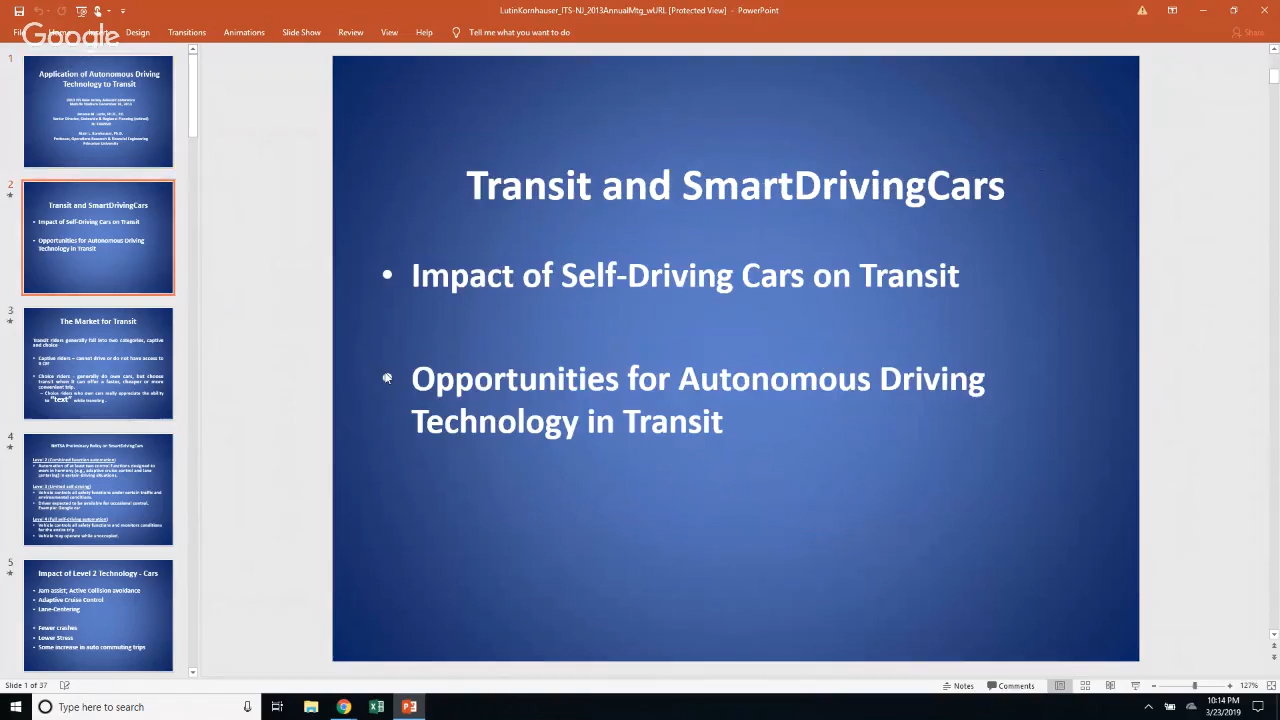 LutinKornhauser_ITS-NJ_2013AnnualMtg_wURL [Protected View] - PowerPoint
Google
File Home Insert Design Transitions Animations Slide Show Review View Help Tell me what you want to do Share
1
Application of Autonomous Driving
Technology to Transit
Princeton University
2
Transit and SmartDrivingCars
• Impact of Self-Driving Cars on Transit
• Opportunities for Autonomous Driving
Technology in Transit
3
The Market for Transit
Transit riders generally fall into two categories, captive
and choice
• Captive riders – cannot drive or do not have access to
a car
• Choice riders - generally do own cars, but choose
transit when it can offer a faster, cheaper or more
convenient trip.
– Choice riders who own cars really appreciate the ability
to "text" while traveling..
4
NHTSA Preliminary Policy on SmartDrivingCars
Level 2 (Combined function automation)
• Automation of at least two control functions designed to
work in harmony (e.g., adaptive cruise control and lane
centering) in certain driving situations.
Level 3 (Limited self-driving)
• Vehicle controls all safety functions under certain traffic and
environmental conditions.
• Driver expected to be available for occasional control.
Example: Google car
Level 4 (Full self-driving automation)
• Vehicle controls all safety functions and monitors conditions
for the entire trip.
• Vehicle may operate while unoccupied.
5
Impact of Level 2 Technology - Cars
• Jam assist; Active Collision avoidance
• Adaptive Cruise Control
• Lane-Centering
• Fewer crashes
• Lower Stress
• Some increase in auto commuting trips
Transit and SmartDrivingCars
• Impact of Self-Driving Cars on Transit
• Opportunities for Autonomous Driving
Technology in Transit
Slide 1 of 37 Notes Comments 127%
Type here to search
10:14 PM
3/23/2019